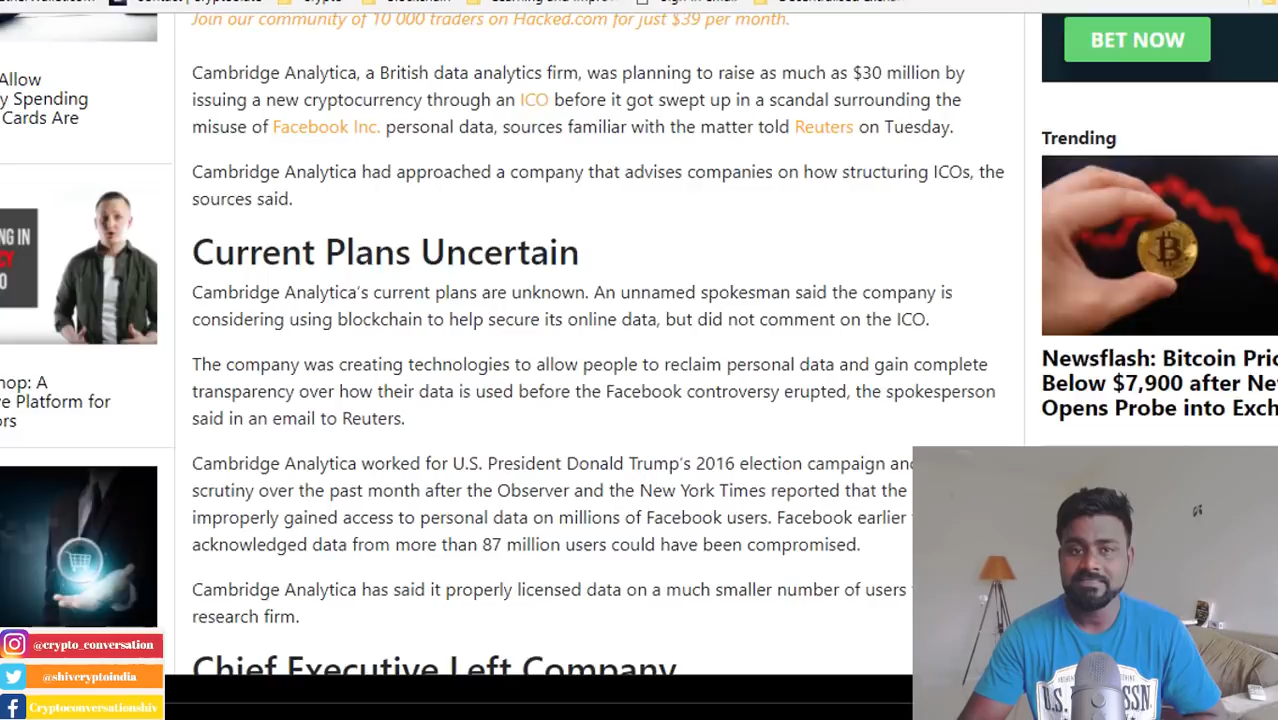 Join our community of 10 000 traders on Hacked.com for just $39 per month.
Allow
y Spending
Cards Are
NG IN
CY
O
hop: A
e Platform for
ors
Cambridge Analytica, a British data analytics firm, was planning to raise as much as $30 million by
issuing a new cryptocurrency through an ICO before it got swept up in a scandal surrounding the
misuse of Facebook Inc. personal data, sources familiar with the matter told Reuters on Tuesday.
Cambridge Analytica had approached a company that advises companies on how structuring ICOs, the
sources said.
Current Plans Uncertain
Cambridge Analytica’s current plans are unknown. An unnamed spokesman said the company is
considering using blockchain to help secure its online data, but did not comment on the ICO.
The company was creating technologies to allow people to reclaim personal data and gain complete
transparency over how their data is used before the Facebook controversy erupted, the spokesperson
said in an email to Reuters.
Cambridge Analytica worked for U.S. President Donald Trump’s 2016 election campaign and
scrutiny over the past month after the Observer and the New York Times reported that the
improperly gained access to personal data on millions of Facebook users. Facebook earlier
acknowledged data from more than 87 million users could have been compromised.
Cambridge Analytica has said it properly licensed data on a much smaller number of users
research firm.
Chief Executive Left Company
BET NOW
Trending
Newsflash: Bitcoin Pric
Below $7,900 after Ne
Opens Probe into Exch
@crypto_conversation
@shivcryptoindia
Cryptoconversationshiv